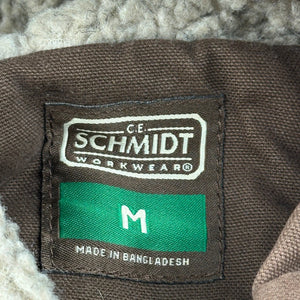 C.E.
SCHMIDT
WORKWEAR®
M
MADE IN BANGLADESH